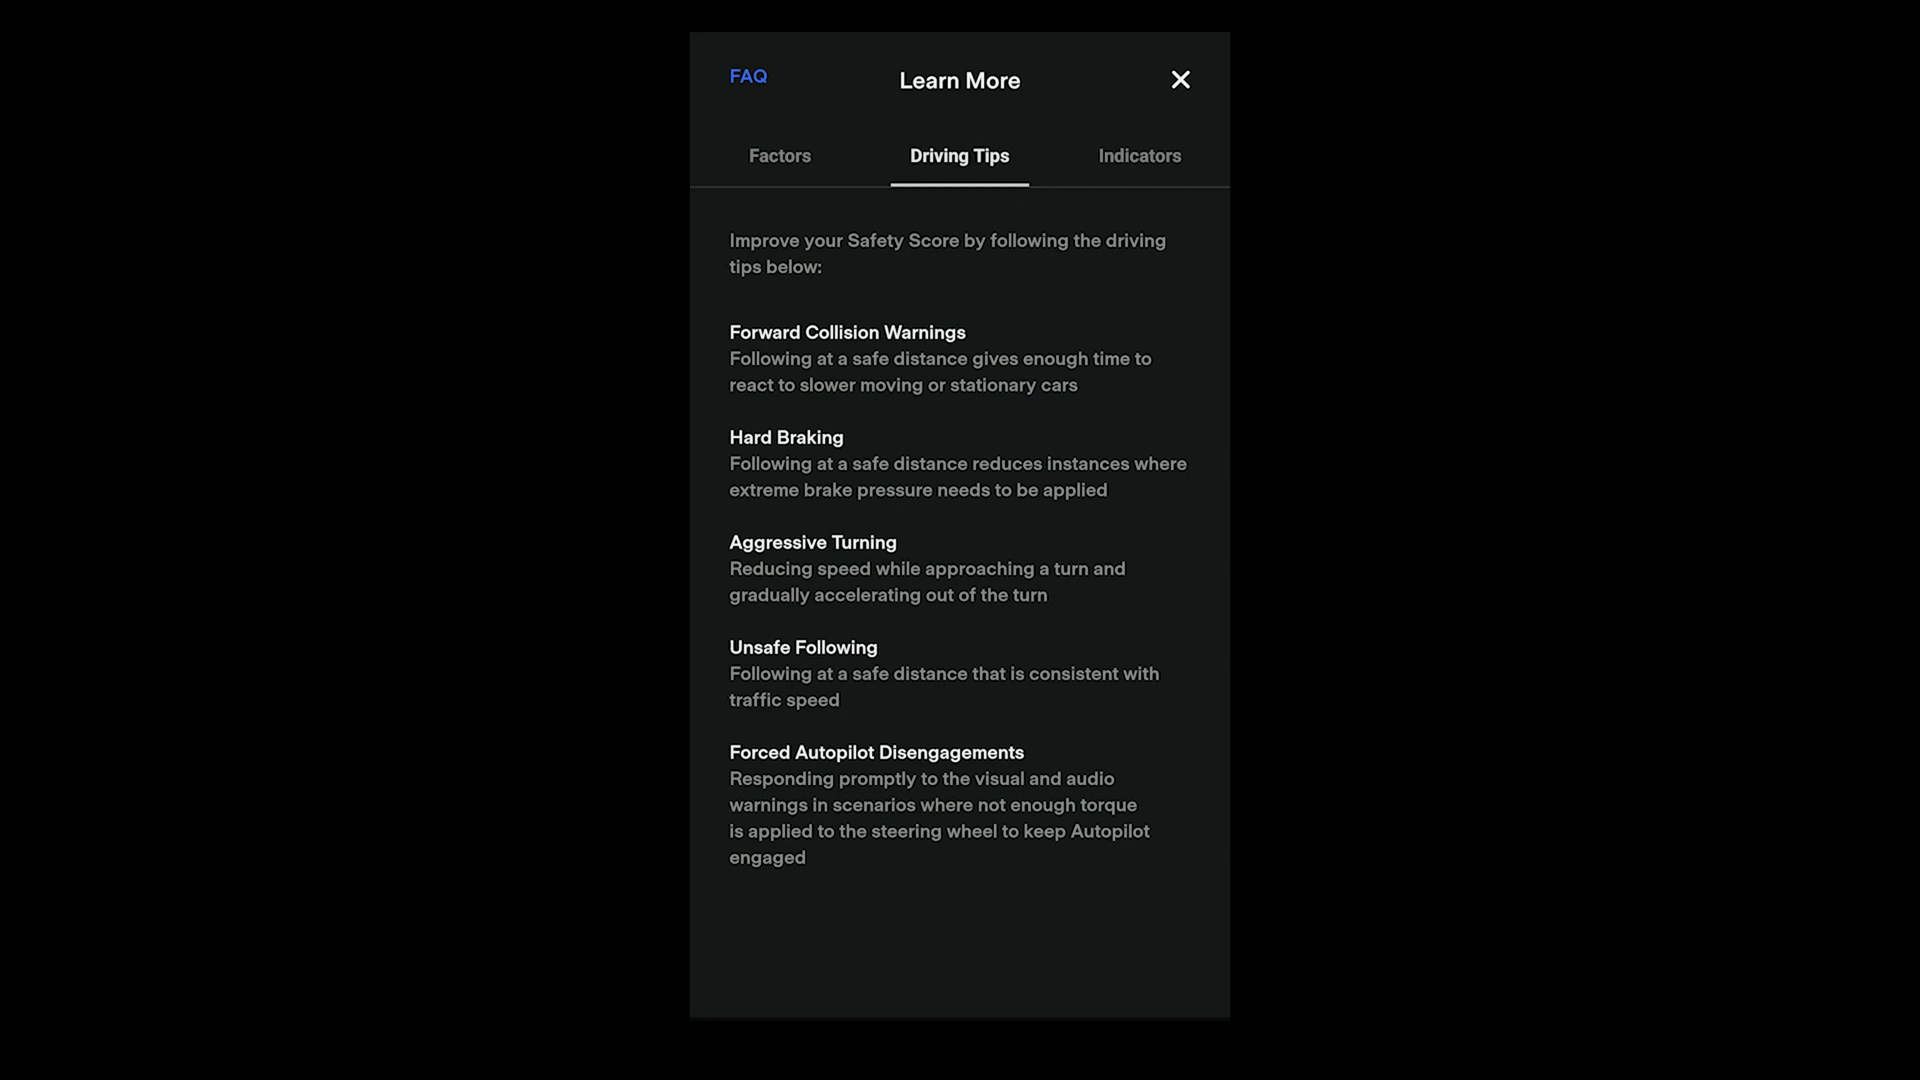 FAQ
Learn More
Factors
Driving Tips
Indicators
Improve your Safety Score by following the driving
tips below:
Forward Collision Warnings
Following at a safe distance gives enough time to
react to slower moving or stationary cars
Hard Braking
Following at a safe distance reduces instances where
extreme brake pressure needs to be applied
Aggressive Turning
Reducing speed while approaching a turn and
gradually accelerating out of the turn
Unsafe Following
Following at a safe distance that is consistent with
traffic speed
Forced Autopilot Disengagements
Responding promptly to the visual and audio
warnings in scenarios where not enough torque
is applied to the steering wheel to keep Autopilot
engaged